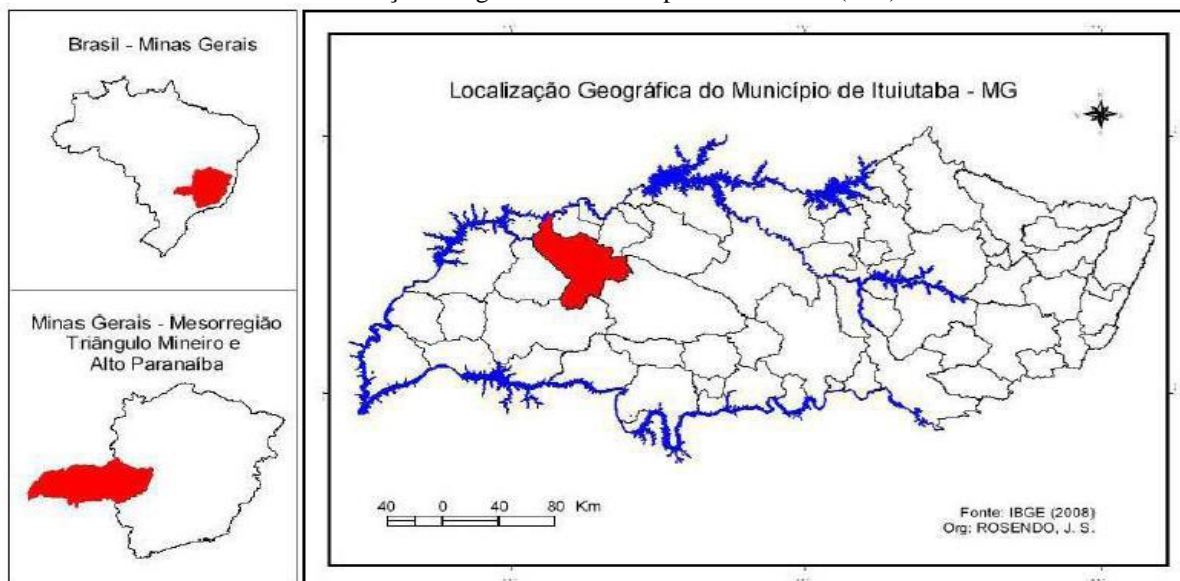 Brasil - Minas Gerais
Minas Gerais - Mesorregião
Triângulo Mineiro e
Alto Paranaíba
Localização Geográfica do Município de Ituiutaba - MG
40 0 40 80 Km
Fonte: IBGE (2008)
Org: ROSENDO, J. S.